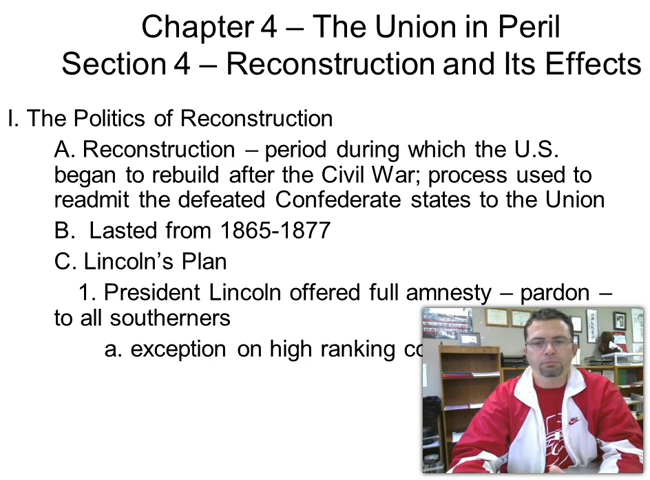 Chapter 4 – The Union in Peril
Section 4 – Reconstruction and Its Effects
I. The Politics of Reconstruction
A. Reconstruction – period during which the U.S.
began to rebuild after the Civil War; process used to
readmit the defeated Confederate states to the Union
B. Lasted from 1865-1877
C. Lincoln’s Plan
1. President Lincoln offered full amnesty – pardon –
to all southerners
a. exception on high ranking